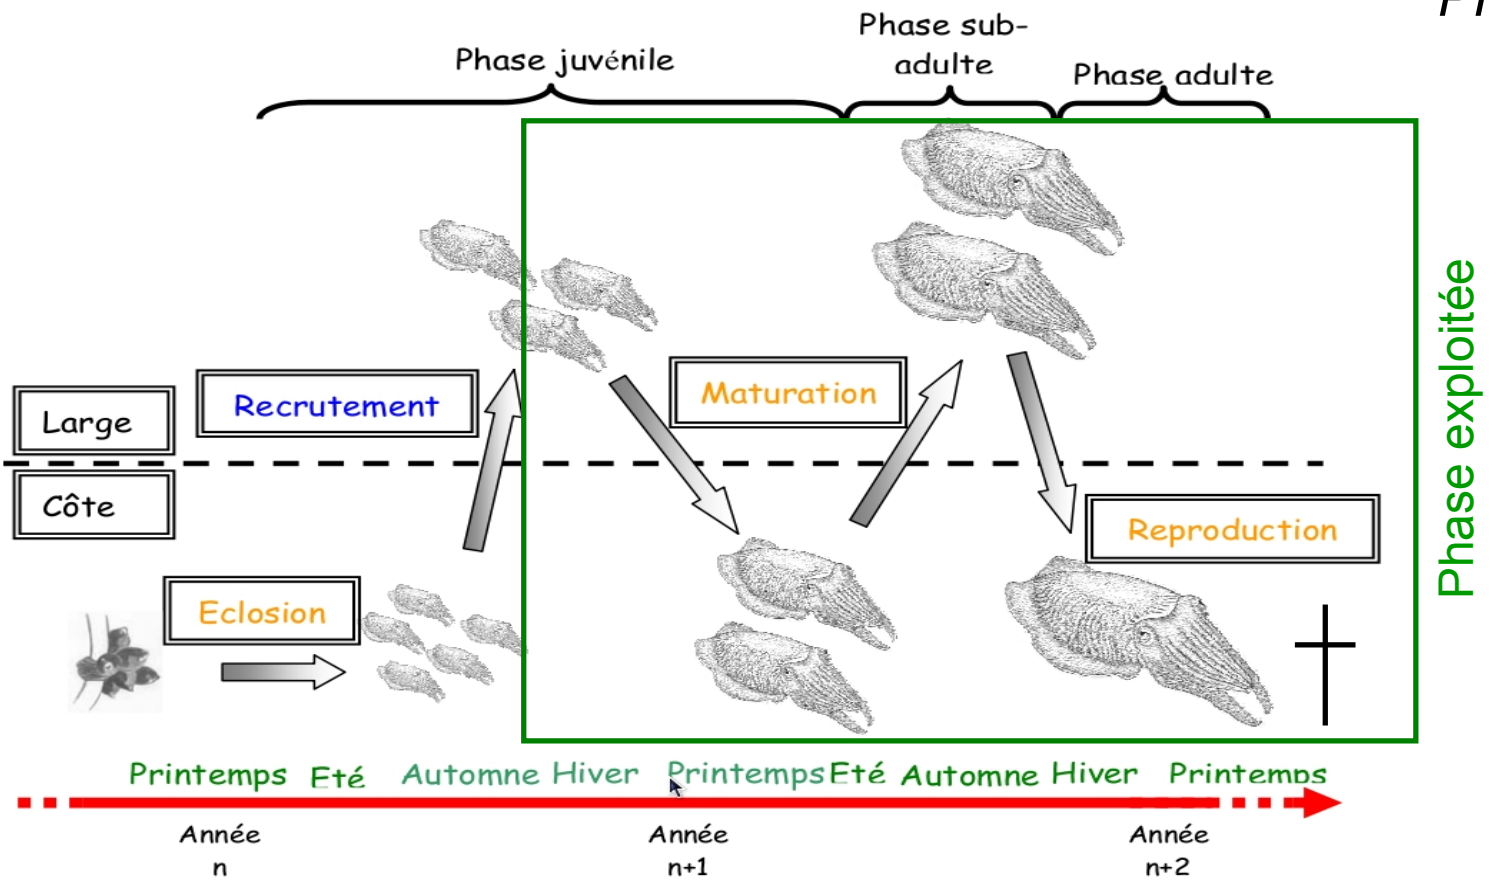 Phase sub-
adulte
Phase juvénile
Phase adulte
Recrutement
Maturation
Large
Côte
Reproduction
Eclosion
Phase exploitée
Printemps Eté Automne Hiver Printemps Eté Automne Hiver Printemps
Année
n
Année
n+1
Année
n+2